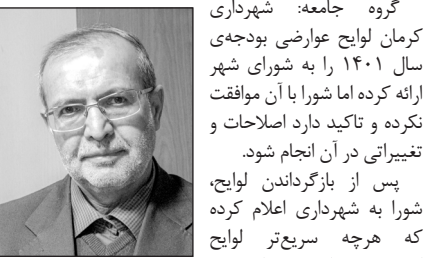 گروه جامعه: شهرداری
کرمان لوایح عوارضی بودجه‌ی
سال ۱۴۰۱ را به شورای شهر
ارائه کرده اما شورا با آن موافقت
نکرده و تاکید دارد اصلاحات و
تغییراتی در آن انجام شود.
پس از بازگرداندن لوایح،
شورا به شهرداری اعلام کرده
که هرچه سریع‌تر لوایح